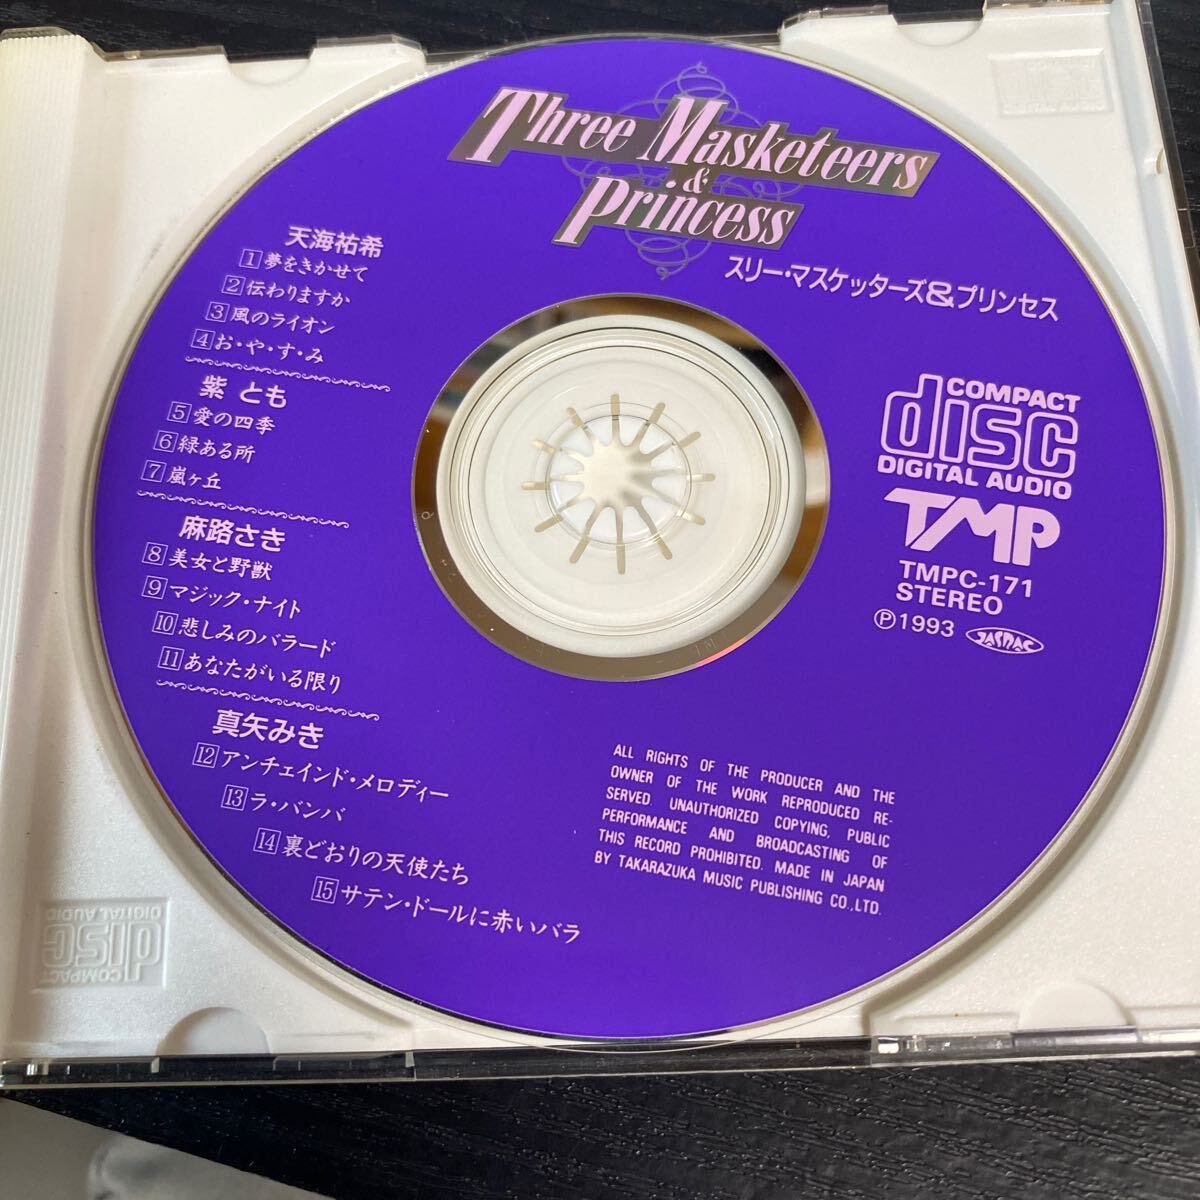 Three Masketeers
&
Princess
スリー・マスケッターズ&プリンセス
天海祐希
1 夢をきかせて
2 伝わりますか
3 風のライオン
4 お・や・す・み
紫 とも
5 愛の四季
6 緑ある所
7 嵐ヶ丘
麻路さき
8 美女と野獣
9 マジック・ナイト
10 悲しみのバラード
11 あなたがいる限り
真矢みき
12 アンチェインド・メロディー
13 ラ・バンバ
14 裏どおりの天使たち
15 サテン・ドールに赤いバラ
COMPACT
disc
DIGITAL AUDIO
TMP
TMPC-171
STEREO
Ⓟ1993 JASRAC
ALL RIGHTS OF THE PRODUCER AND THE
OWNER OF THE WORK REPRODUCED RE-
SERVED. UNAUTHORIZED COPYING, PUBLIC
PERFORMANCE AND BROADCASTING OF
THIS RECORD PROHIBITED. MADE IN JAPAN
BY TAKARAZUKA MUSIC PUBLISHING CO.,LTD.
COMPACT
disc
DIGITAL AUDIO
disc
DIGITAL AUDIO